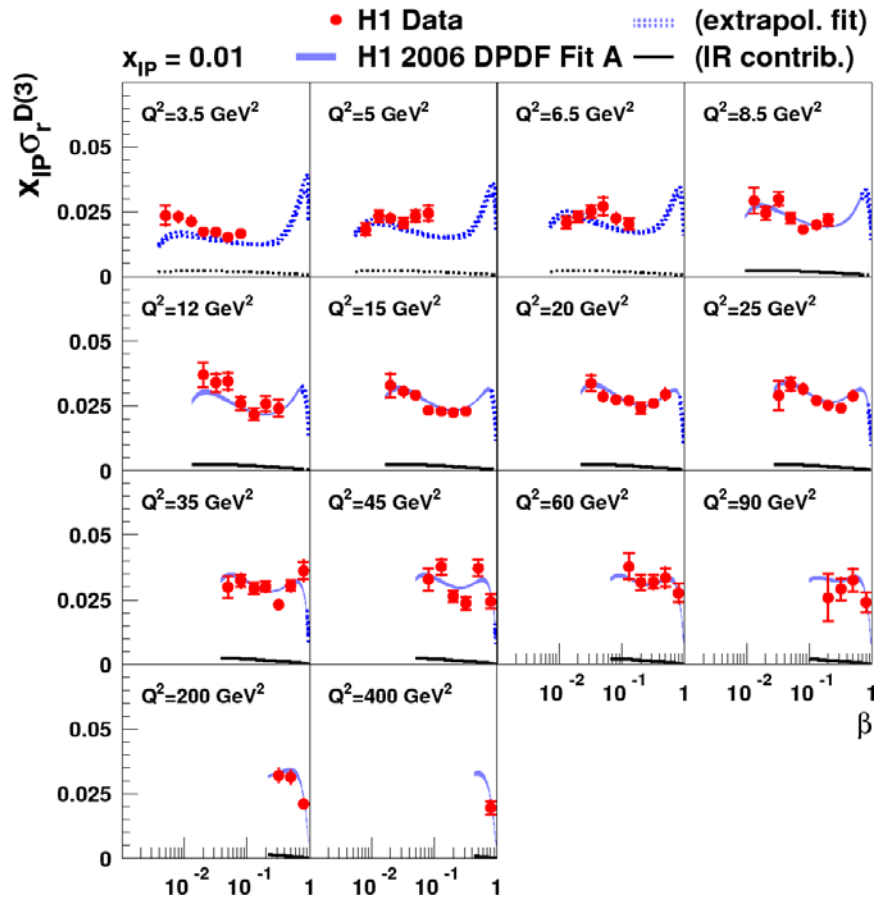 H1 Data (extrapol. fit)
x_IP = 0.01 H1 2006 DPDF Fit A (IR contrib.)
x_IP σ_r^D(3)
Q²=3.5 GeV² Q²=5 GeV² Q²=6.5 GeV² Q²=8.5 GeV²
0.05
0.025
0
Q²=12 GeV² Q²=15 GeV² Q²=20 GeV² Q²=25 GeV²
0.05
0.025
0
Q²=35 GeV² Q²=45 GeV² Q²=60 GeV² Q²=90 GeV²
0.05
0.025
0
10⁻² 10⁻¹ 1 10⁻² 10⁻¹ 1
Q²=200 GeV² Q²=400 GeV²
β
0.05
0.025
0
10⁻² 10⁻¹ 1 10⁻² 10⁻¹ 1